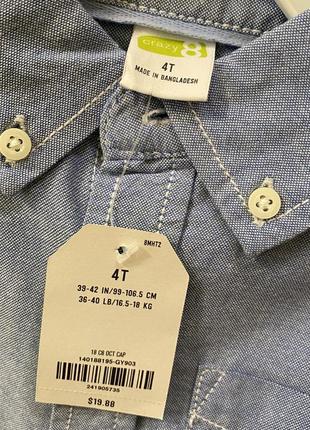 crazy 8
4T
MADE IN BANGLADESH
8MHT2
4T
39-42 IN/99-106.5 CM
36-40 LB/16.5-18 KG
18 C8 OCT CAP
140188195-GY903
241905735
$19.88